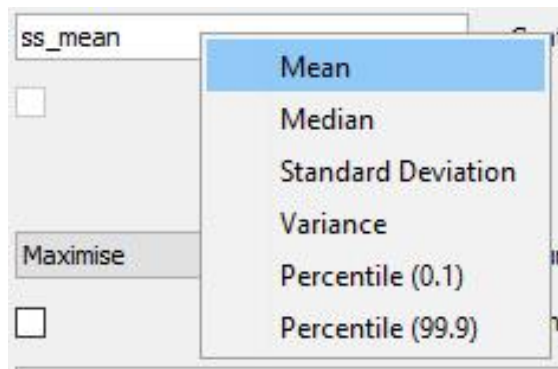 ss_mean
Mean
Median
Standard Deviation
Variance
Maximise
Percentile (0.1)
Percentile (99.9)